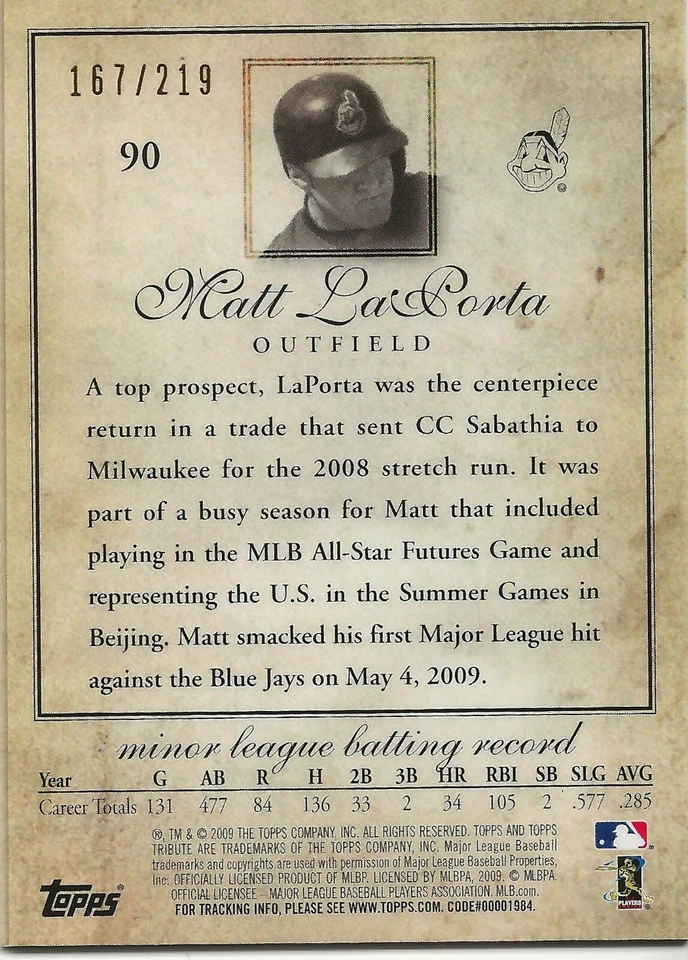 167/219
90
Matt LaPorta
OUTFIELD
A top prospect, LaPorta was the centerpiece
return in a trade that sent CC Sabathia to
Milwaukee for the 2008 stretch run. It was
part of a busy season for Matt that included
playing in the MLB All-Star Futures Game and
representing the U.S. in the Summer Games in
Beijing. Matt smacked his first Major League hit
against the Blue Jays on May 4, 2009.
minor league batting record
Year G AB R H 2B 3B HR RBI SB SLG AVG
Career Totals 131 477 84 136 33 2 34 105 2 .577 .285
®, TM & © 2009 THE TOPPS COMPANY, INC. ALL RIGHTS RESERVED. TOPPS AND TOPPS
TRIBUTE ARE TRADEMARKS OF THE TOPPS COMPANY, INC. Major League Baseball
trademarks and copyrights are used with permission of Major League Baseball Properties,
Inc. OFFICIALLY LICENSED PRODUCT OF MLBP. LICENSED BY MLBPA, 2009. © MLBPA.
OFFICIAL LICENSEE – MAJOR LEAGUE BASEBALL PLAYERS ASSOCIATION. MLB.com.
FOR TRACKING INFO, PLEASE SEE WWW.TOPPS.COM. CODE#00001984.
topps®
PLAYERS